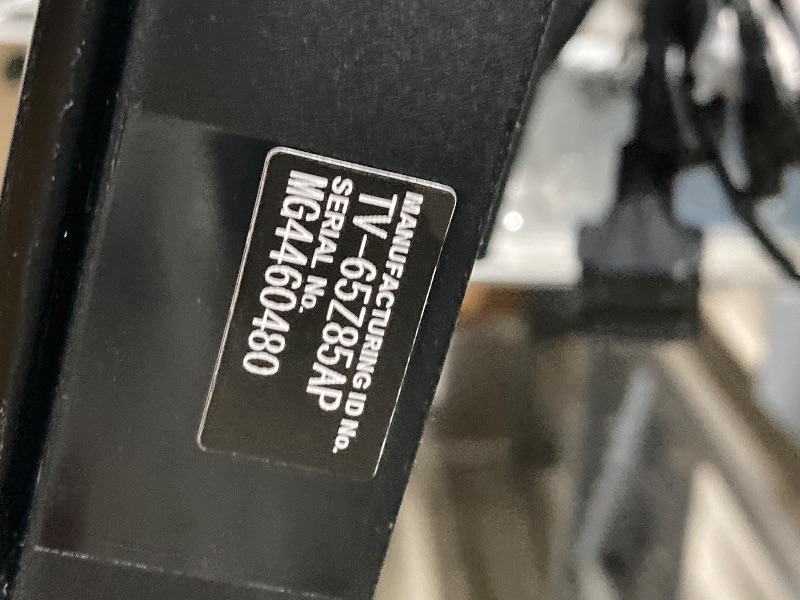 MANUFACTURING ID No.
TV-65Z85AP
SERIAL No.
MG4460480